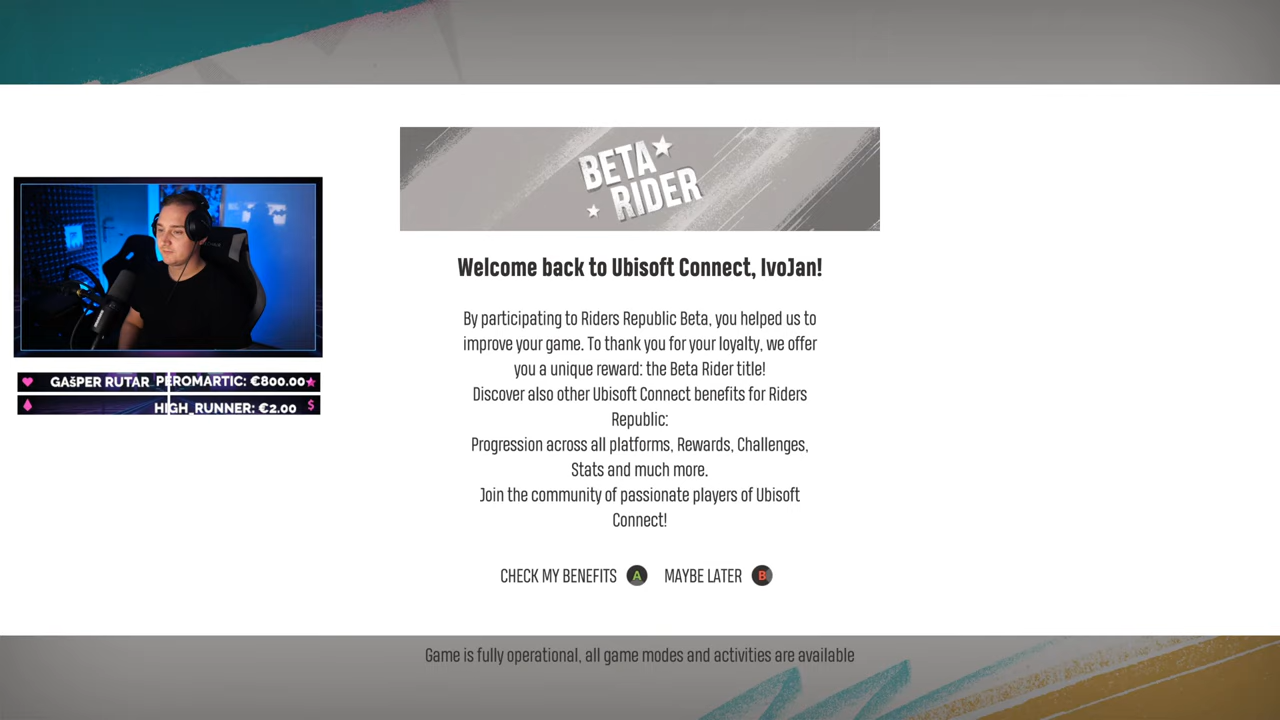 BETA
RIDER
Welcome back to Ubisoft Connect, IvoJan!
By participating to Riders Republic Beta, you helped us to
improve your game. To thank you for your loyalty, we offer
you a unique reward: the Beta Rider title!
Discover also other Ubisoft Connect benefits for Riders
Republic:
Progression across all platforms, Rewards, Challenges,
Stats and much more.
Join the community of passionate players of Ubisoft
Connect!
GAšPER RUTAR PEROMARTIC: €800.00
HIGH_RUNNER: €2.00 $
CHECK MY BENEFITS A MAYBE LATER B
Game is fully operational, all game modes and activities are available